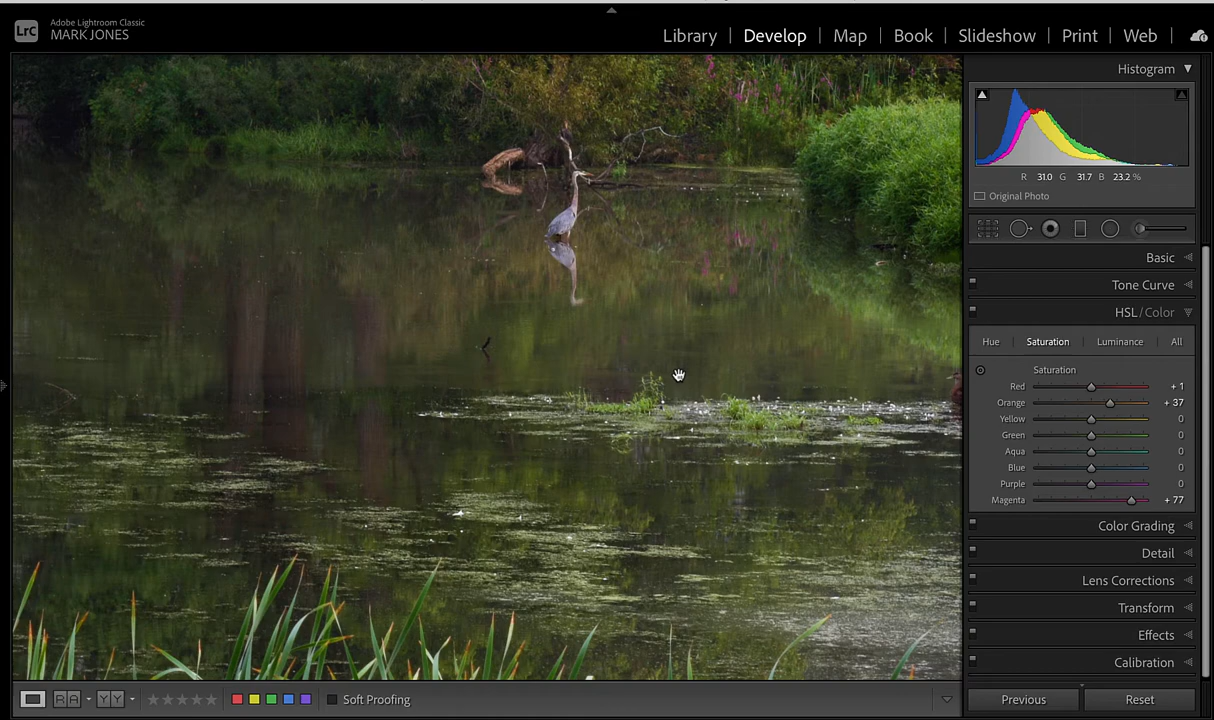 LrC
Adobe Lightroom Classic
MARK JONES
Library | Develop | Map | Book | Slideshow | Print | Web
Histogram
R 31.0 G 31.7 B 23.2 %
Original Photo
Basic
Tone Curve
HSL / Color
Hue Saturation Luminance All
Saturation
Red + 1
Orange + 37
Yellow 0
Green 0
Aqua 0
Blue 0
Purple 0
Magenta + 77
Color Grading
Detail
Lens Corrections
Transform
Effects
Calibration
R A Y Y Soft Proofing
Previous Reset